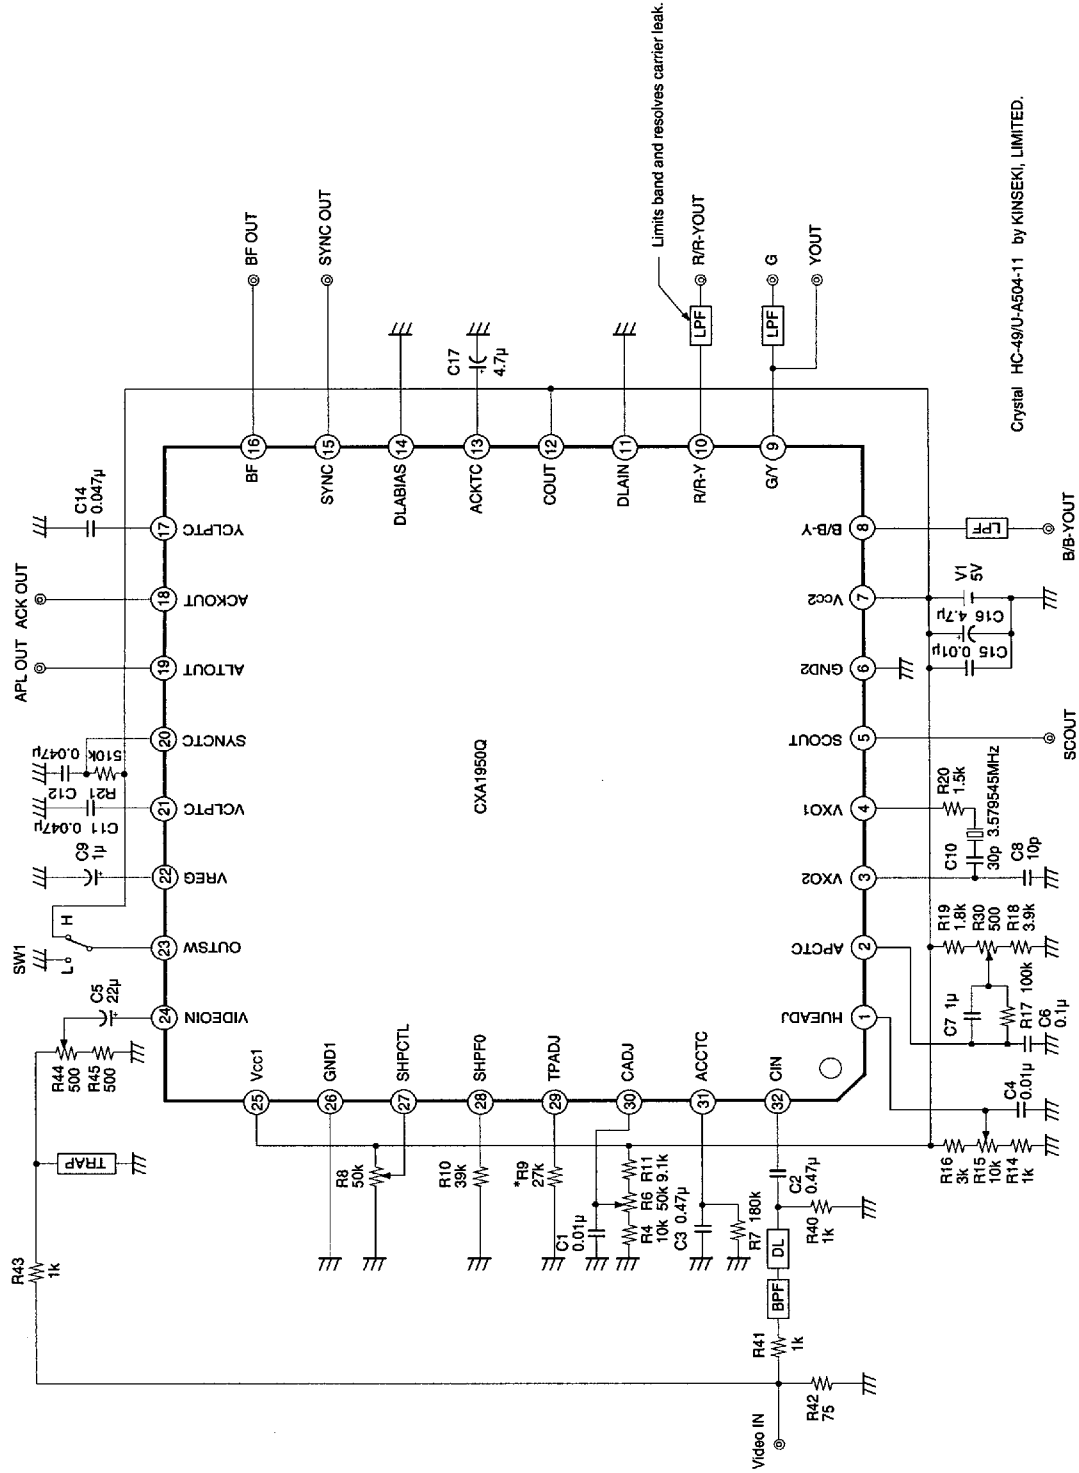 Limits band and resolves carrier leak.
BF OUT
SYNC OUT
R/R-YOUT
G
YOUT
LPF
LPF
C17
4.7µ
16
15
14
13
12
11
10
9
BF
SYNC
DLABIAS
ACKTC
COUT
DLAIN
R/R-Y
G/Y
Crystal HC-49/U-A504-11 by KINSEKI, LIMITED.
C14
0.047µ
17
YCLPTC
ACK OUT
18
ACKOUT
APL OUT
19
ALTOUT
C12
0.047µ
R21
510k
20
SYNCTC
C11 0.047µ
21
VCLPTC
C9
1µ
22
VREG
SW1
H
L
23
OUTSW
C5
22µ
24
VIDEOIN
R44
500
R45
500
TRAP
R43
1k
CXA1950Q
8
B/B-Y
LPF
B/B-YOUT
7
Vcc2
V1
5V
C16 4.7µ
C15 0.01µ
6
GND2
5
SCOUT
SCOUT
4
VXO1
R20
1.5k
3.579545MHz
C10
30p
3
VXO2
C8
10p
2
APCTC
R19
1.8k
R30
500
R18
3.9k
C7 1µ
R17 100k
C6
0.1µ
1
HUEADJ
C4
0.01µ
R16
3k
R15
10k
R14
1k
Vcc1
GND1
SHPCTL
SHPF0
TPADJ
CADJ
ACCTC
CIN
25
26
27
28
29
30
31
32
R8
50k
R10
39k
*R9
27k
C1
0.01µ
R11 9.1k
R6 50k
R4 10k
C3 0.47µ
R7 180k
C2
0.47µ
R40
1k
DL
BPF
R41
1k
R42
75
Video IN